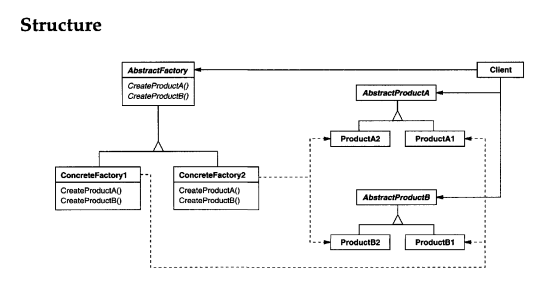 Structure
AbstractFactory
CreateProductA()
CreateProductB()
Client
AbstractProductA
ProductA2
ProductA1
ConcreteFactory1
CreateProductA()
CreateProductB()
ConcreteFactory2
CreateProductA()
CreateProductB()
AbstractProductB
ProductB2
ProductB1